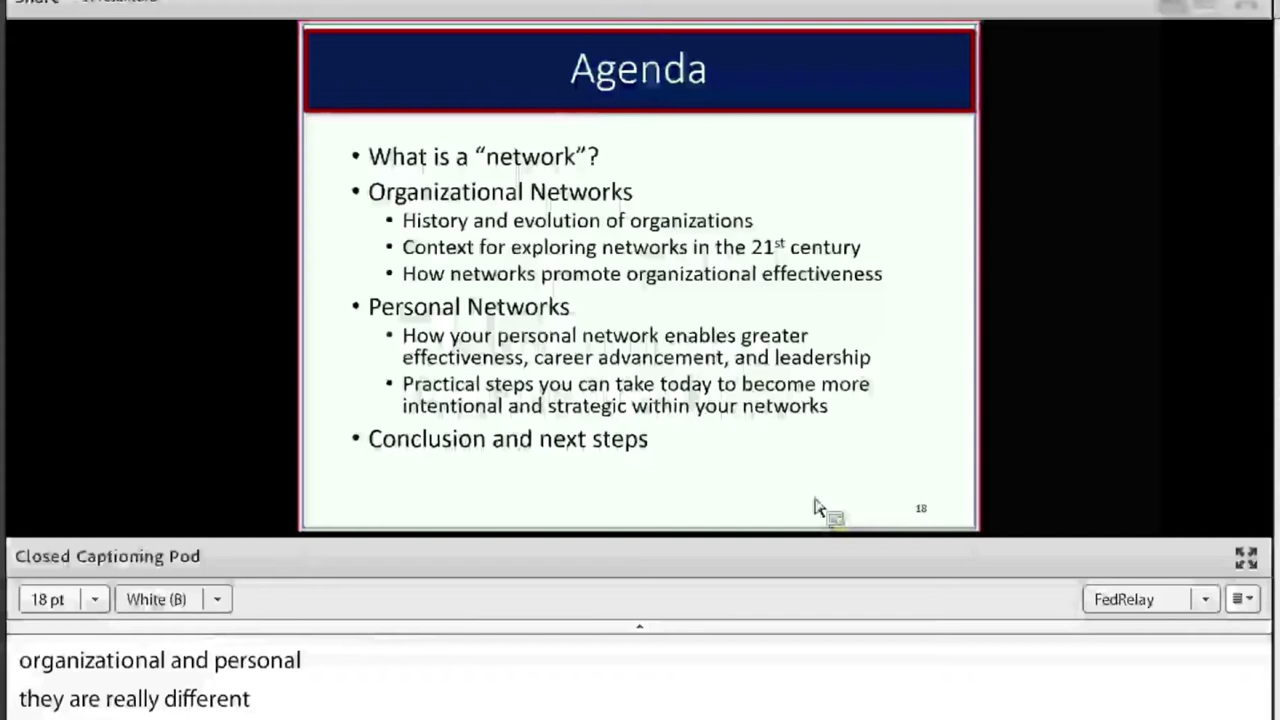 Agenda
• What is a “network”?
• Organizational Networks
• History and evolution of organizations
• Context for exploring networks in the 21st century
• How networks promote organizational effectiveness
• Personal Networks
• How your personal network enables greater
effectiveness, career advancement, and leadership
• Practical steps you can take today to become more
intentional and strategic within your networks
• Conclusion and next steps
18
Closed Captioning Pod
18 pt
White (B)
FedRelay
organizational and personal
they are really different